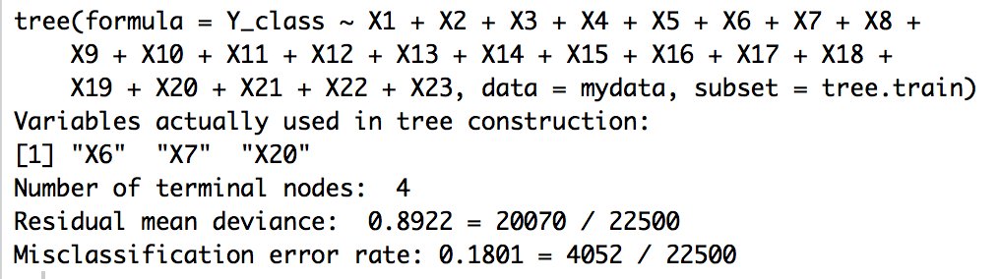 tree(formula = Y_class ~ X1 + X2 + X3 + X4 + X5 + X6 + X7 + X8 +
    X9 + X10 + X11 + X12 + X13 + X14 + X15 + X16 + X17 + X18 +
    X19 + X20 + X21 + X22 + X23, data = mydata, subset = tree.train)
Variables actually used in tree construction:
[1] "X6"  "X7"  "X20"
Number of terminal nodes:  4
Residual mean deviance:  0.8922 = 20070 / 22500
Misclassification error rate: 0.1801 = 4052 / 22500